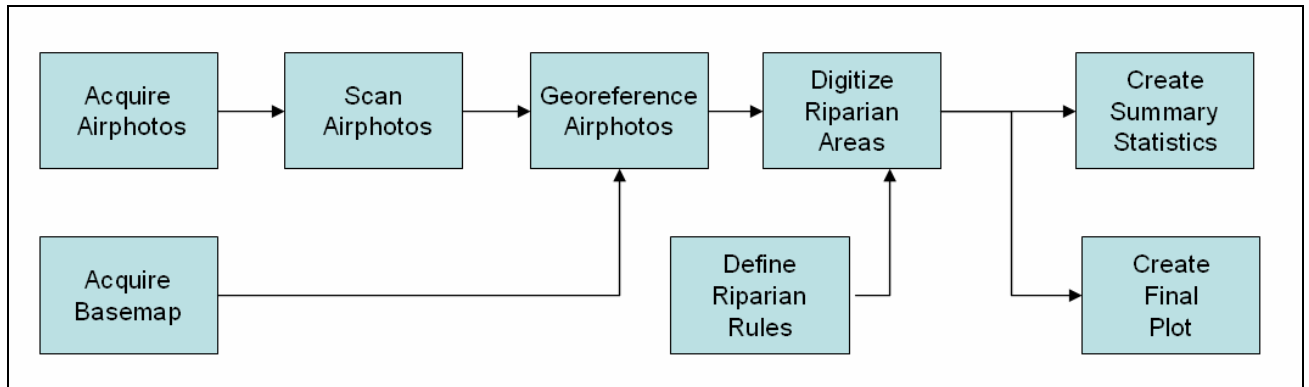 Acquire
Airphotos
Scan
Airphotos
Georeference
Airphotos
Digitize
Riparian
Areas
Create
Summary
Statistics
Acquire
Basemap
Define
Riparian
Rules
Create
Final
Plot